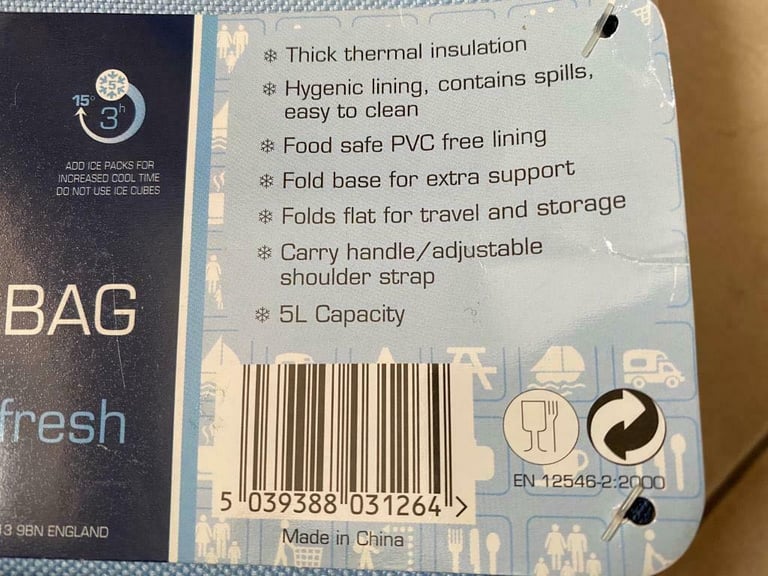 5
15°
3h
ADD ICE PACKS FOR
INCREASED COOL TIME
DO NOT USE ICE CUBES
BAG
fresh
9BN ENGLAND
Thick thermal insulation
Hygenic lining, contains spills,
easy to clean
Food safe PVC free lining
Fold base for extra support
Folds flat for travel and storage
Carry handle/adjustable
shoulder strap
5L Capacity
5 039388 031264 >
Made in China
EN 12546-2:2000